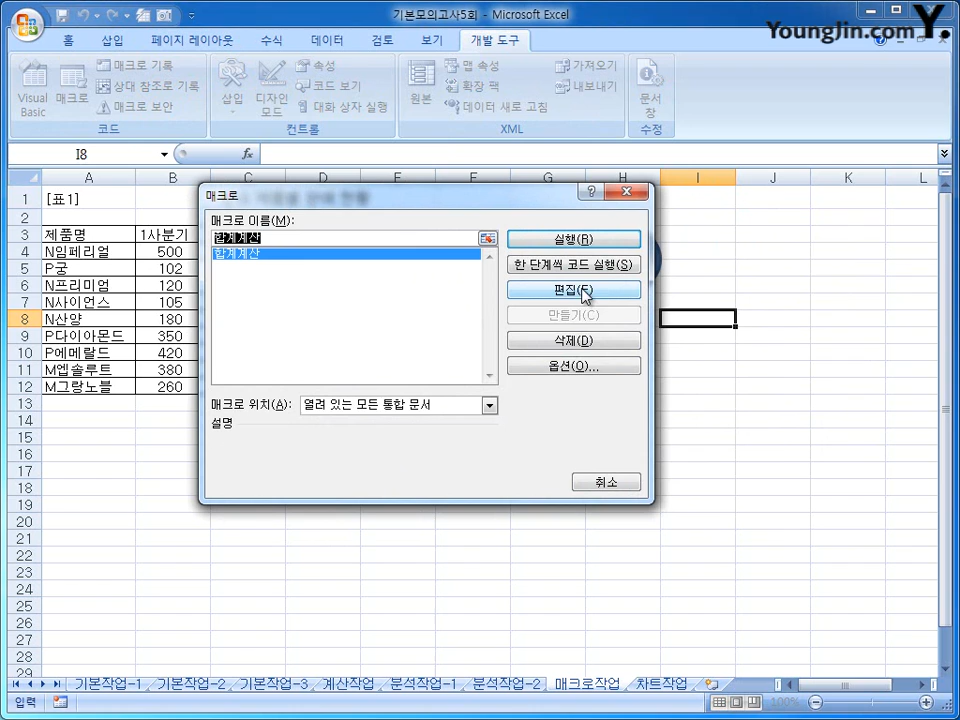 기본모의고사5회 - Microsoft Excel
YoungJin.com Y.
홈 삽입 페이지 레이아웃 수식 데이터 검토 보기 개발 도구
Visual Basic
매크로
매크로 기록
상대 참조로 기록
매크로 보안
코드
삽입
디자인 모드
속성
코드 보기
대화 상자 실행
컨트롤
원본
맵 속성
확장 팩
데이터 새로 고침
가져오기
내보내기
XML
문서 창
수정
I8 fx
A B C D E F G H I J K L
1 [표1]
2
3 제품명 1사분기
4 N임페리얼 500
5 P궁 102
6 N프리미엄 120
7 N사이언스 105
8 N산양 180
9 P다이아몬드 350
10 P에메랄드 420
11 M엡솔루트 380
12 M그랑노블 260
13
14
15
16
17
18
19
20
21
22
23
24
25
26
27
28
29
매크로
매크로 이름(M):
합계계산
합계계산
실행(R)
한 단계씩 코드 실행(S)
편집(E)
만들기(C)
삭제(D)
옵션(O)...
매크로 위치(A): 열려 있는 모든 통합 문서
설명
취소
기본작업-1 기본작업-2 기본작업-3 계산작업 분석작업-1 분석작업-2 매크로작업 차트작업
입력 100%